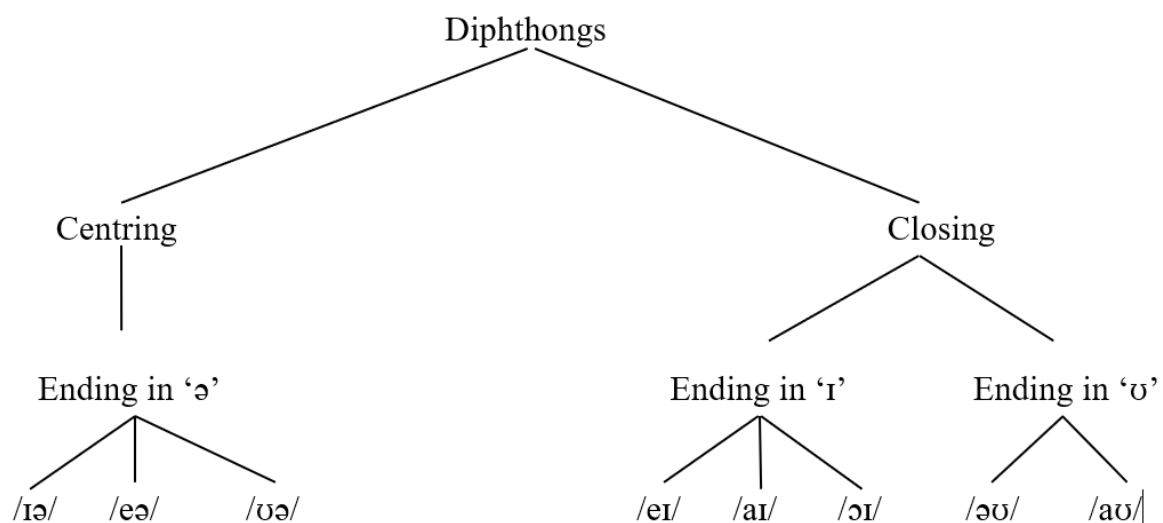 Diphthongs
Centring Closing
Ending in ‘ə’ Ending in ‘ɪ’ Ending in ‘ʊ’
/ɪə/ /eə/ /ʊə/ /eɪ/ /aɪ/ /ɔɪ/ /əʊ/ /aʊ/